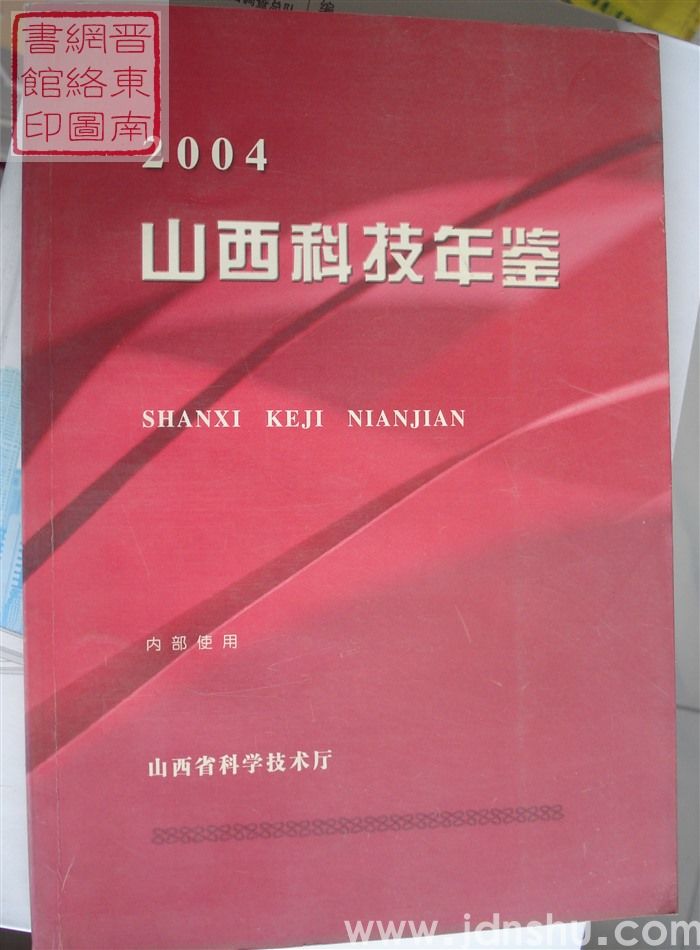 晋東南
網絡圖
書館印
2004
山西科技年鉴
SHANXI KEJI NIANJIAN
内部使用
山西省科学技术厅
www.jdnshu.com